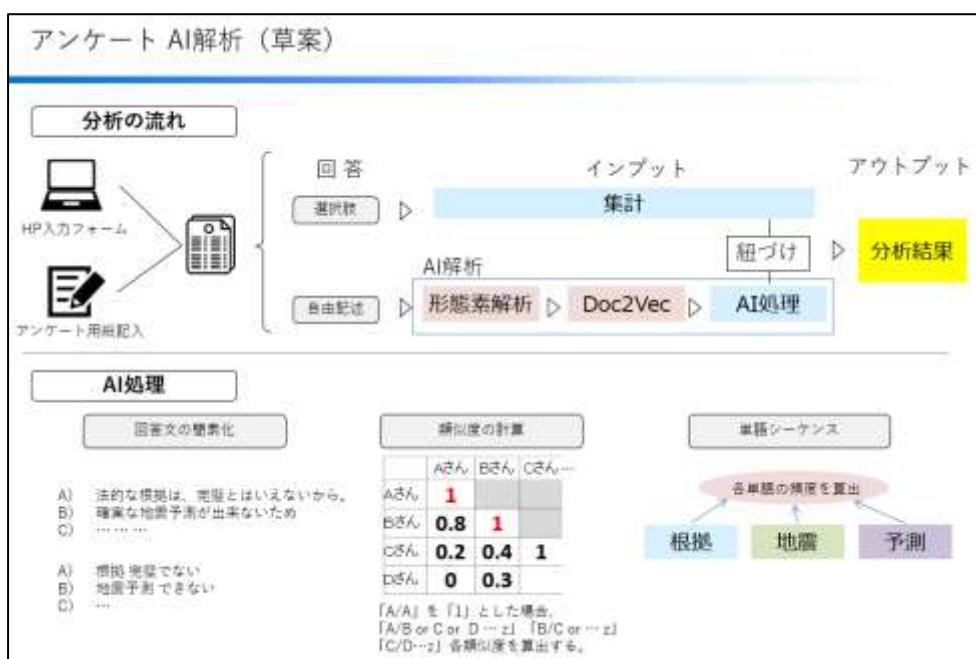 アンケート AI解析（草案）
分析の流れ
回 答
インプット
アウトプット
HP入力フォーム
アンケート用紙記入
選択肢
集計
紐づけ
分析結果
AI解析
自由記述
形態素解析
Doc2Vec
AI処理
AI処理
回答文の簡素化
A) 法的な根拠は、完璧とはいえないから。
B) 確実な地震予測が出来ないため
C) … … …
A) 根拠 完璧でない
B) 地震予測 できない
C) …
類似度の計算
Aさん Bさん Cさん…
Aさん 1
Bさん 0.8 1
Cさん 0.2 0.4 1
Dさん 0 0.3
「A/A」を「1」とした場合、
「A/B or C or D … z」「B/C or … z」
「C/D…z」各類似度を算出する。
単語シーケンス
各単語の頻度を算出
根拠 地震 予測